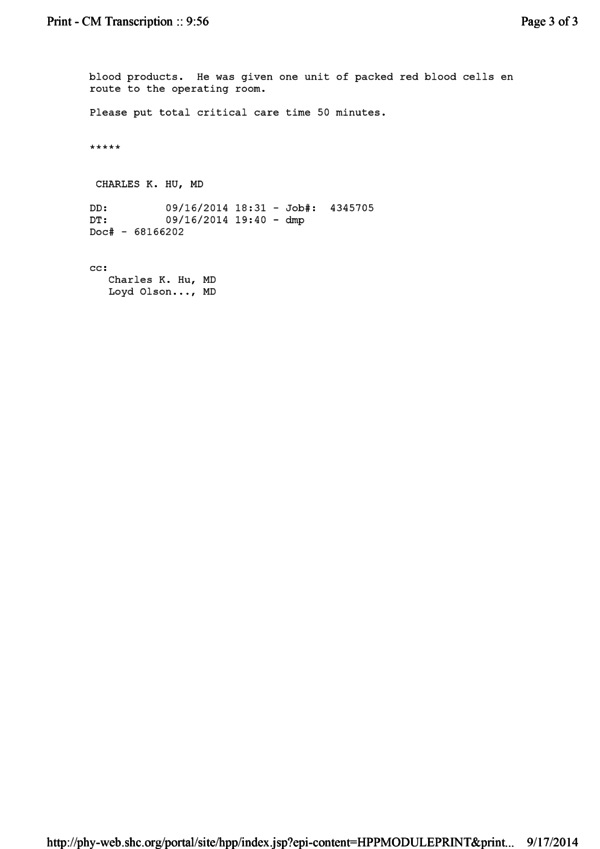 Print - CM Transcription :: 9:56 Page 3 of 3
blood products.  He was given one unit of packed red blood cells en
route to the operating room.
Please put total critical care time 50 minutes.
*****
CHARLES K. HU, MD
DD: 09/16/2014 18:31 - Job#: 4345705
DT: 09/16/2014 19:40 - dmp
Doc# - 68166202
cc:
Charles K. Hu, MD
Loyd Olson..., MD
http://phy-web.shc.org/portal/site/hpp/index.jsp?epi-content=HPPMODULEPRINT&print... 9/17/2014